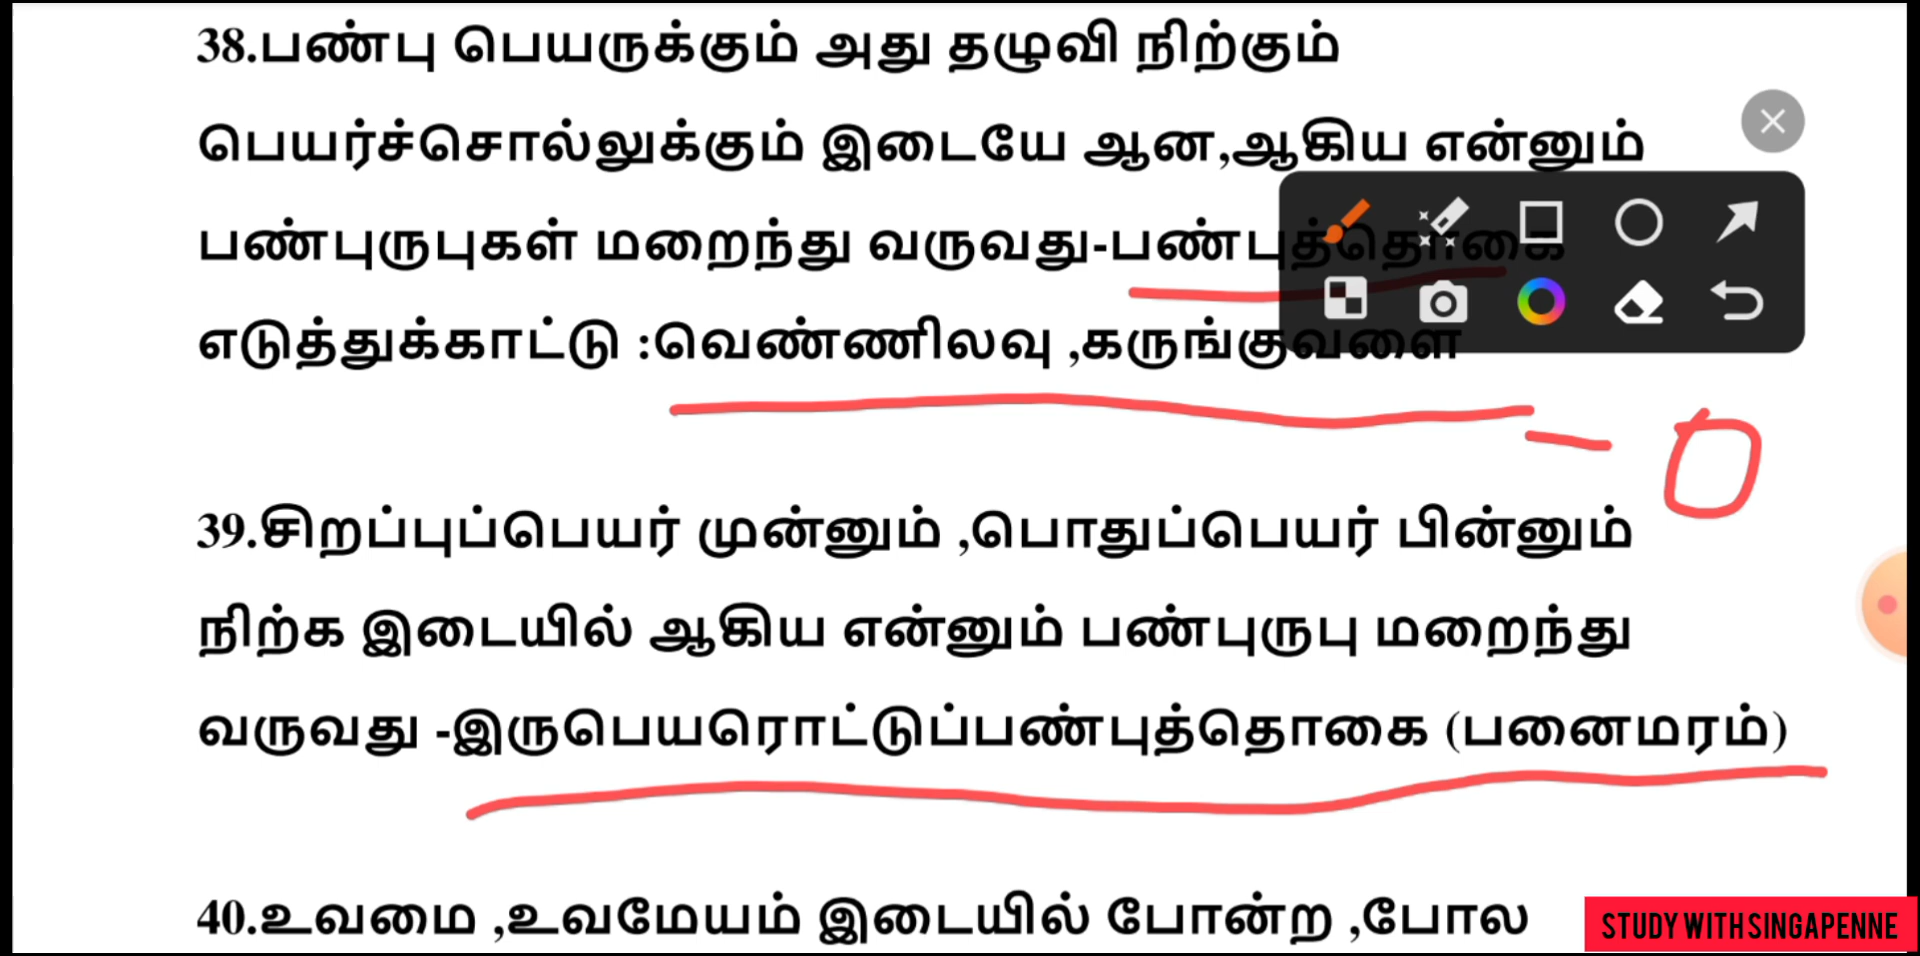 38.பண்பு பெயருக்கும் அது தழுவி நிற்கும்
பெயர்ச்சொல்லுக்கும் இடையே ஆன,ஆகிய என்னும்
பண்புருபுகள் மறைந்து வருவது-பண்புத்தொகை
எடுத்துக்காட்டு :வெண்ணிலவு ,கருங்குவளை
39.சிறப்புப்பெயர் முன்னும் ,பொதுப்பெயர் பின்னும்
நிற்க இடையில் ஆகிய என்னும் பண்புருபு மறைந்து
வருவது -இருபெயரொட்டுப்பண்புத்தொகை (பனைமரம்)
40.உவமை ,உவமேயம் இடையில் போன்ற ,போல
STUDY WITH SINGAPENNE